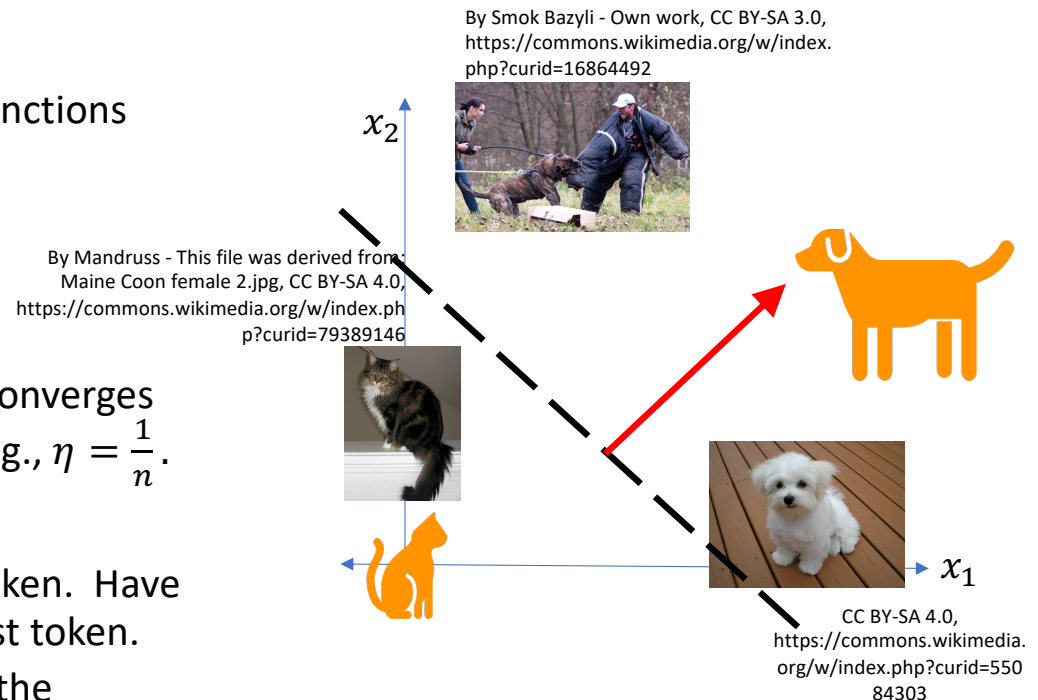 By Smok Bazyli - Own work, CC BY-SA 3.0,
https://commons.wikimedia.org/w/index.
php?curid=16864492
nctions
x₂
By Mandruss - This file was derived from:
Maine Coon female 2.jpg, CC BY-SA 4.0,
https://commons.wikimedia.org/w/index.ph
p?curid=79389146
onverges
g., η = 1/n.
ken. Have
st token.
the
x₁
CC BY-SA 4.0,
https://commons.wikimedia.
org/w/index.php?curid=550
84303